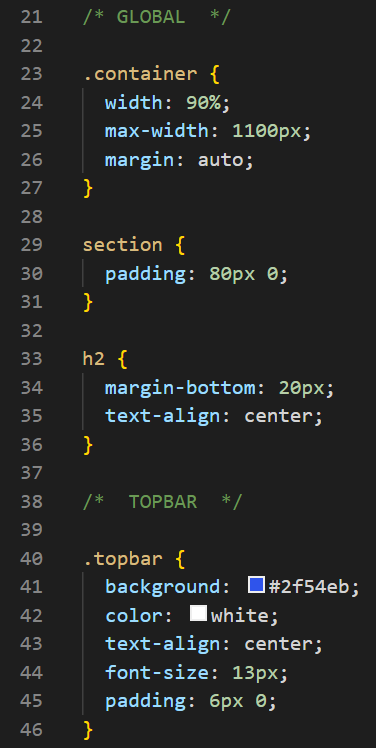 21 /* GLOBAL  */
22
23 .container {
24   width: 90%;
25   max-width: 1100px;
26   margin: auto;
27 }
28
29 section {
30   padding: 80px 0;
31 }
32
33 h2 {
34   margin-bottom: 20px;
35   text-align: center;
36 }
37
38 /*  TOPBAR  */
39
40 .topbar {
41   background: #2f54eb;
42   color: white;
43   text-align: center;
44   font-size: 13px;
45   padding: 6px 0;
46 }